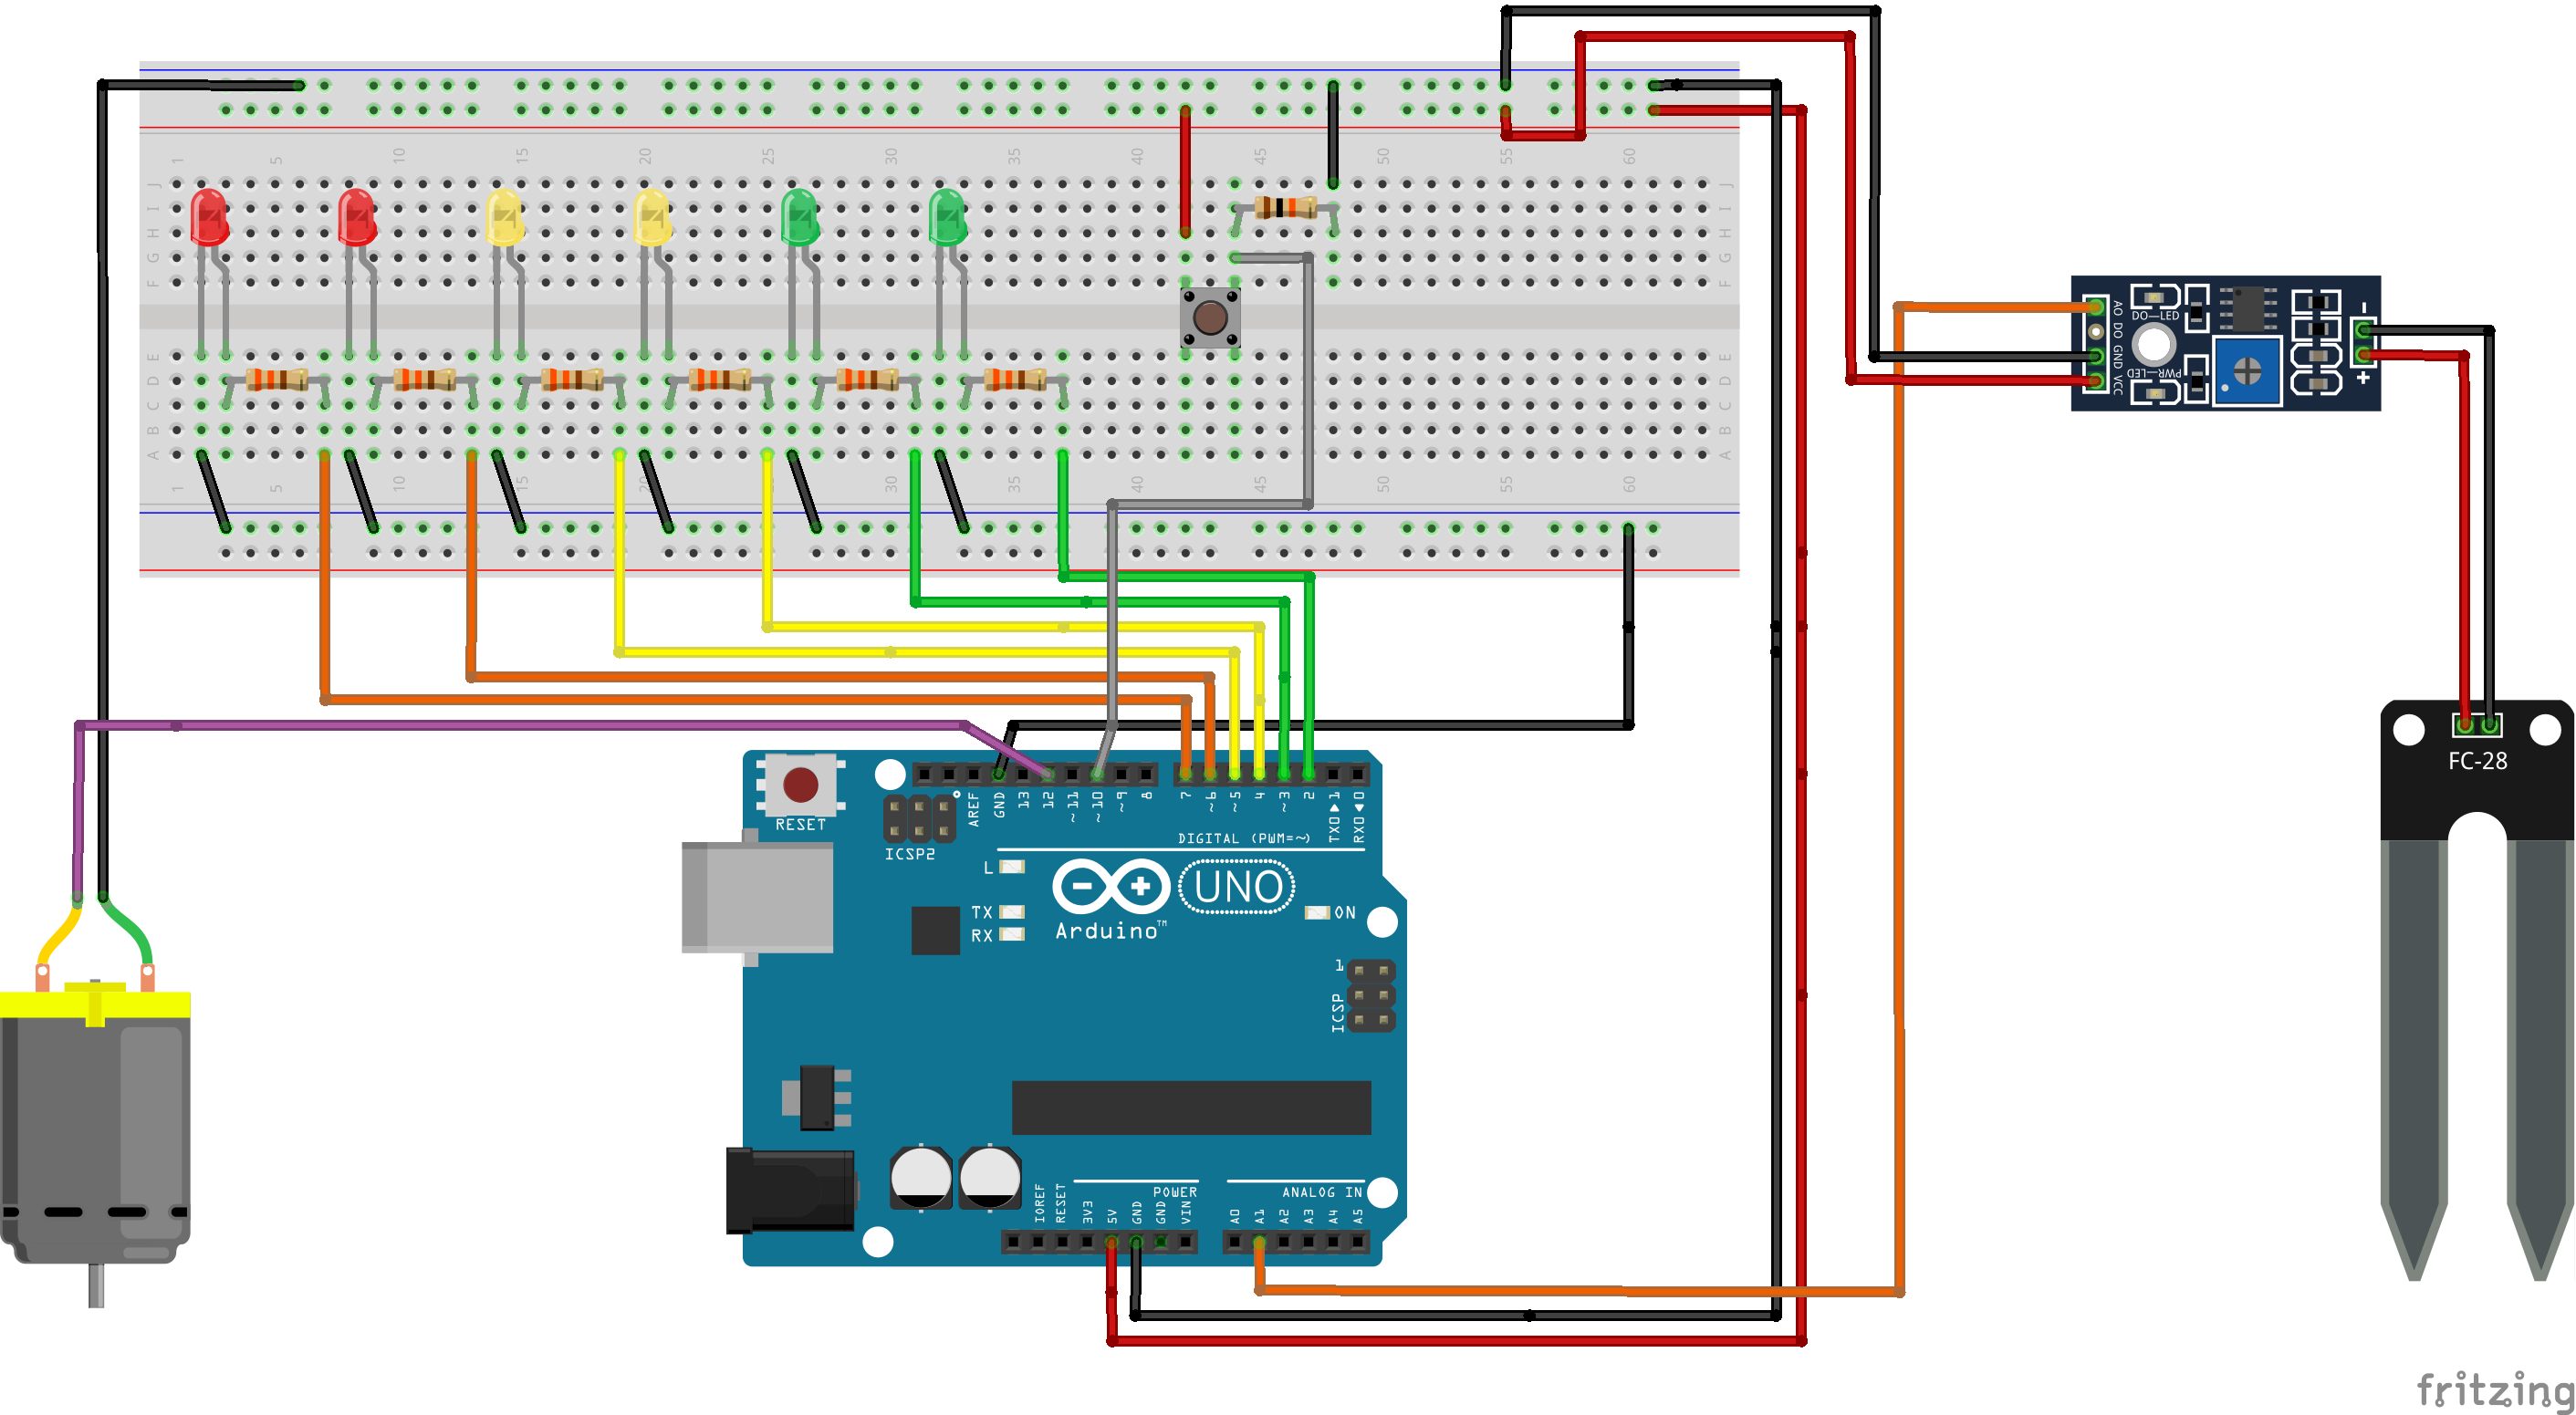 1 5 10 15 20 25 30 35 40 45 50 55 60
J J
I I
H H
G G
F F
E E
D D
C C
B B
A A
1 5 10 15 20 25 30 35 40 45 50 55 60
AO DO GND VCC
DO-LED
PWR-LED
-
+
FC-28
RESET
ICSP2
AREF GND 13 12 ~11 ~10 ~9 8 7 ~6 ~5 4 ~3 2 TX0▶1 RX0◀0
DIGITAL (PWM=~)
L
TX
RX
UNO
Arduino™
ON
1
ICSP
POWER
ANALOG IN
IOREF RESET 3V3 5V GND GND VIN A0 A1 A2 A3 A4 A5
fritzing